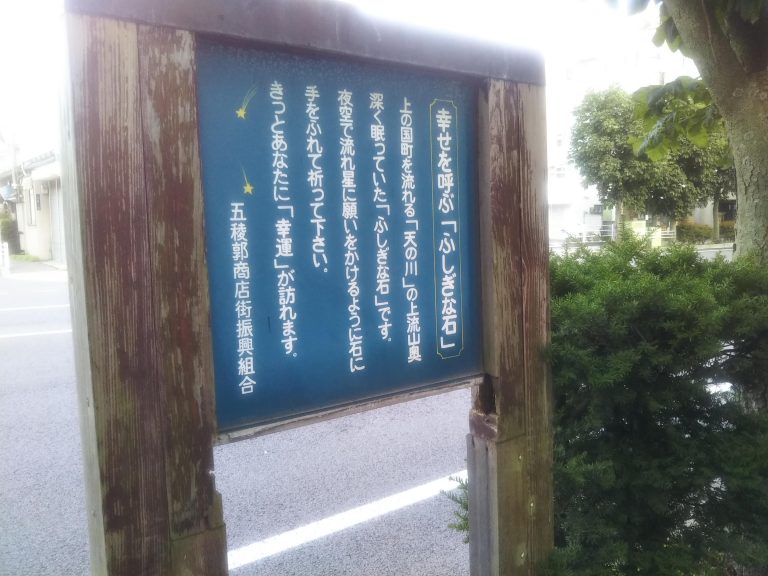 幸せを呼ぶ「ふしぎな石」
上の国町を流れる「天の川」の上流山奥
深く眠っていた「ふしぎな石」です。
夜空で流れ星に願いをかけるように石に
手をふれて祈って下さい。
きっとあなたに「幸運」が訪れます。
五稜郭商店街振興組合